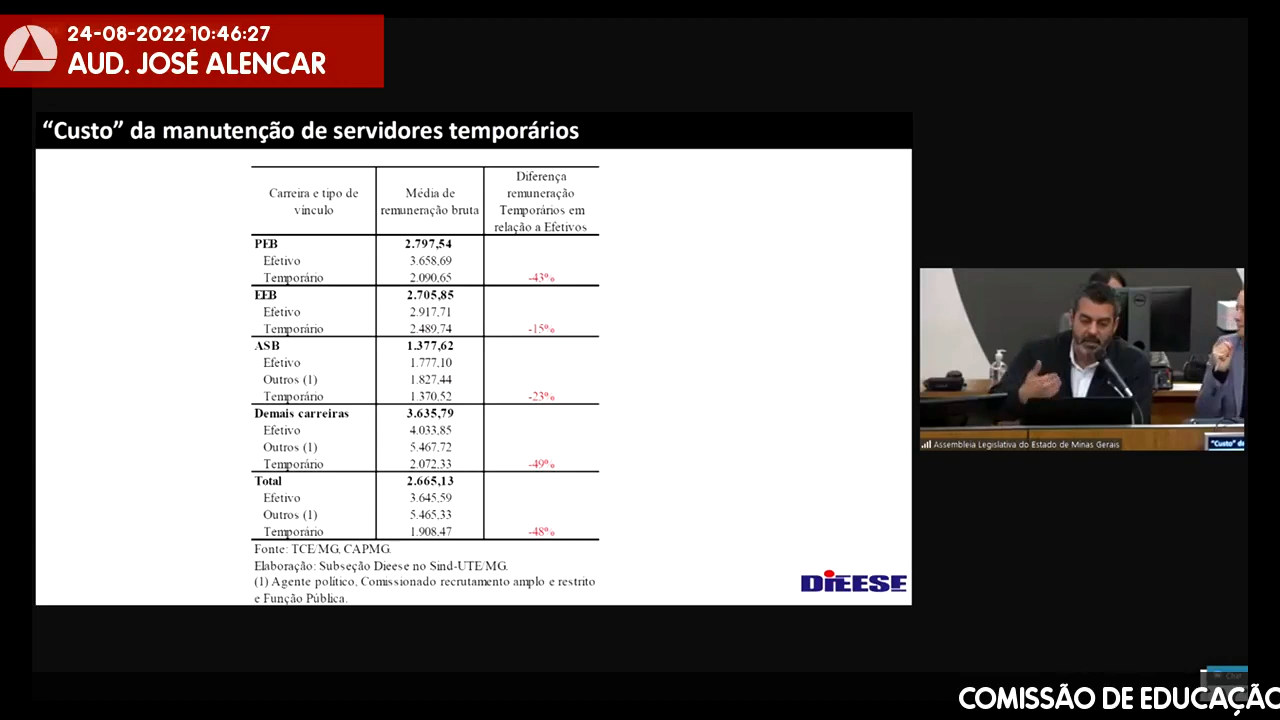 24-08-2022 10:46:27
AUD. JOSÉ ALENCAR
“Custo” da manutenção de servidores temporários
Carreira e tipo de vínculo Média de remuneração bruta Diferença remuneração Temporários em relação a Efetivos
PEB 2.797,54
Efetivo 3.658,69
Temporário 2.090,65 -43%
EEB 2.705,85
Efetivo 2.917,71
Temporário 2.489,74 -15%
ASB 1.377,62
Efetivo 1.777,10
Outros (1) 1.827,44
Temporário 1.370,52 -23%
Demais carreiras 3.635,79
Efetivo 4.033,85
Outros (1) 5.467,72
Temporário 2.072,33 -49%
Total 2.665,13
Efetivo 3.645,59
Outros (1) 5.465,33
Temporário 1.908,47 -48%
Fonte: TCE/MG, CAPMG.
Elaboração: Subseção Dieese no Sind-UTE/MG.
(1) Agente político, Comissionado recrutamento amplo e restrito
e Função Pública.
DIEESE
DELL
Assembleia Legislativa do Estado de Minas Gerais
"Custo" d
Chat
COMISSÃO DE EDUCAÇÃO